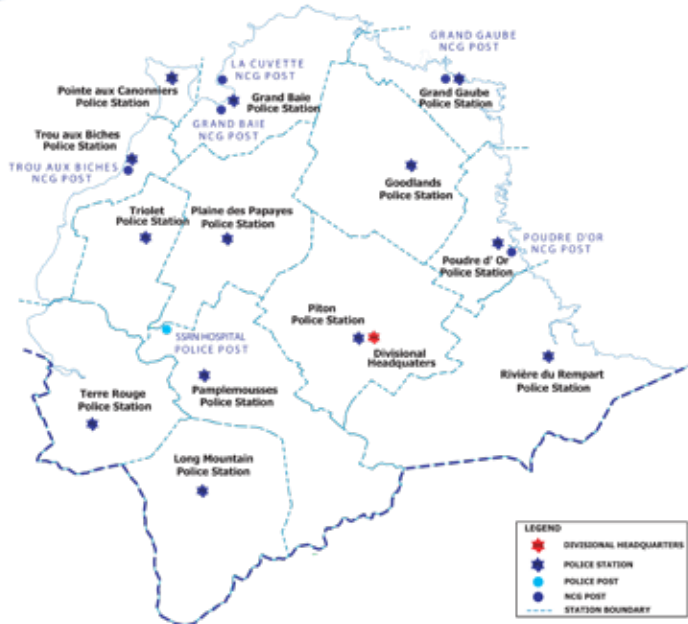 GRAND GAUBE
NCG POST
Grand Gaube
Police Station
LA CUVETTE
NCG POST
Pointe aux Canonniers
Police Station
Grand Baie
Police Station
GRAND BAIE
NCG POST
Trou aux Biches
Police Station
TROU AUX BICHES
NCG POST
Goodlands
Police Station
Triolet
Police Station
Plaine des Papayes
Police Station
POUDRE D'OR
NCG POST
Poudre d' Or
Police Station
Piton
Police Station
Divisional
Headquaters
SSRN HOSPITAL
POLICE POST
Rivière du Rempart
Police Station
Pamplemousses
Police Station
Terre Rouge
Police Station
Long Mountain
Police Station
LEGEND
DIVISIONAL HEADQUARTERS
POLICE STATION
POLICE POST
NCG POST
STATION BOUNDARY